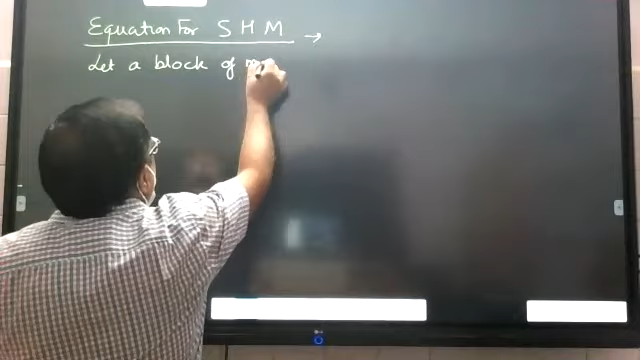 Equation For S H M →
Let a block of